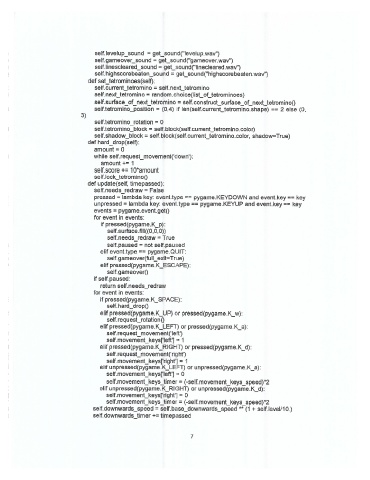 self.levelup_sound = get_sound("levelup.wav")
self.gameover_sound = get_sound("gameover.wav")
self.linescleared_sound = get_sound("linecleared.wav")
self.highscorebeaten_sound = get_sound("highscorebeaten.wav")
def set_tetrominoes(self):
self.current_tetromino = self.next_tetromino
self.next_tetromino = random.choice(list_of_tetrominoes)
self.surface_of_next_tetromino = self.construct_surface_of_next_tetromino()
self.tetromino_position = (0,4) if len(self.current_tetromino.shape) == 2 else (0,
3)
self.tetromino_rotation = 0
self.tetromino_block = self.block(self.current_tetromino.color)
self.shadow_block = self.block(self.current_tetromino.color, shadow=True)
def hard_drop(self):
amount = 0
while self.request_movement('down'):
amount += 1
self.score += 10*amount
self.lock_tetromino()
def update(self, timepassed):
self.needs_redraw = False
pressed = lambda key: event.type == pygame.KEYDOWN and event.key == key
unpressed = lambda key: event.type == pygame.KEYUP and event.key == key
events = pygame.event.get()
for event in events:
if pressed(pygame.K_p):
self.surface.fill((0,0,0))
self.needs_redraw = True
self.paused = not self.paused
elif event.type == pygame.QUIT:
self.gameover(full_exit=True)
elif pressed(pygame.K_ESCAPE):
self.gameover()
if self.paused:
return self.needs_redraw
for event in events:
if pressed(pygame.K_SPACE):
self.hard_drop()
elif pressed(pygame.K_UP) or pressed(pygame.K_w):
self.request_rotation()
elif pressed(pygame.K_LEFT) or pressed(pygame.K_a):
self.request_movement('left')
self.movement_keys['left'] = 1
elif pressed(pygame.K_RIGHT) or pressed(pygame.K_d):
self.request_movement('right')
self.movement_keys['right'] = 1
elif unpressed(pygame.K_LEFT) or unpressed(pygame.K_a):
self.movement_keys['left'] = 0
self.movement_keys_timer = (-self.movement_keys_speed)*2
elif unpressed(pygame.K_RIGHT) or unpressed(pygame.K_d):
self.movement_keys['right'] = 0
self.movement_keys_timer = (-self.movement_keys_speed)*2
self.downwards_speed = self.base_downwards_speed ** (1 + self.level/10.)
self.downwards_timer += timepassed
7